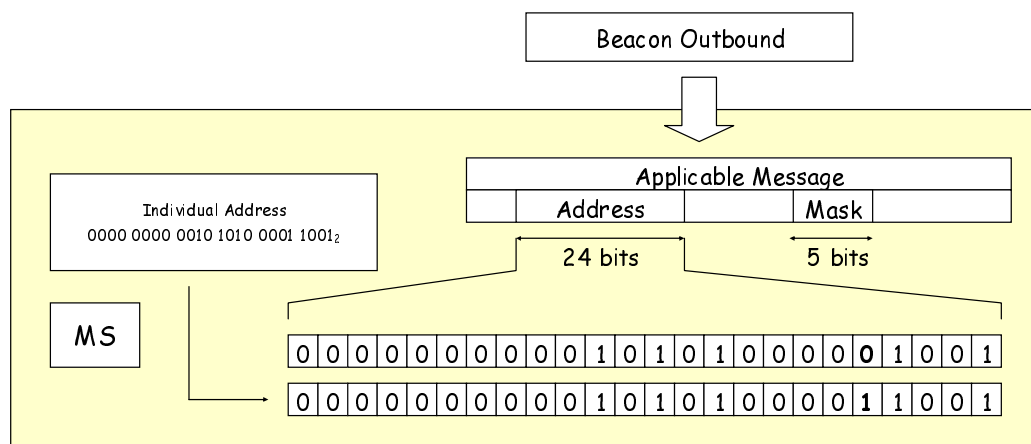 Beacon Outbound
Applicable Message
Address Mask
24 bits 5 bits
Individual Address
0000 0000 0010 1010 0001 1001₂
MS
0 0 0 0 0 0 0 0 0 0 1 0 1 0 1 0 0 0 0 0 1 0 0 1
0 0 0 0 0 0 0 0 0 0 1 0 1 0 1 0 0 0 0 1 1 0 0 1